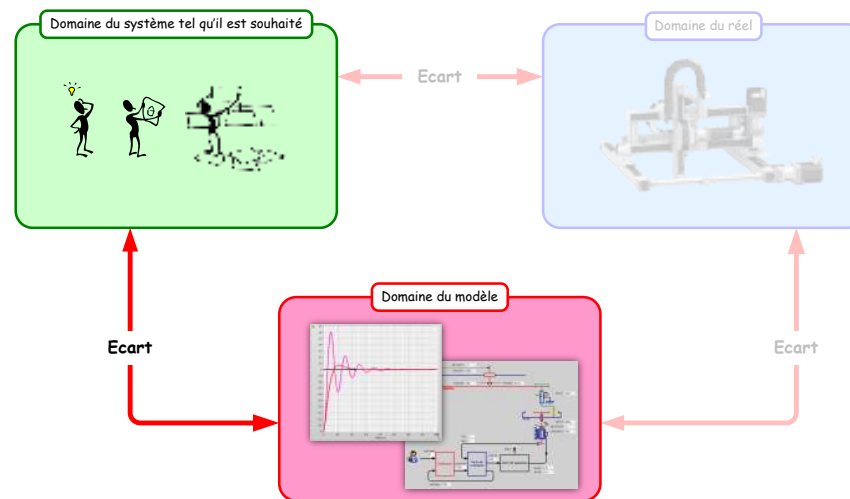 Domaine du système tel qu'il est souhaité
Domaine du réel
Ecart
Domaine du modèle
Ecart
Ecart